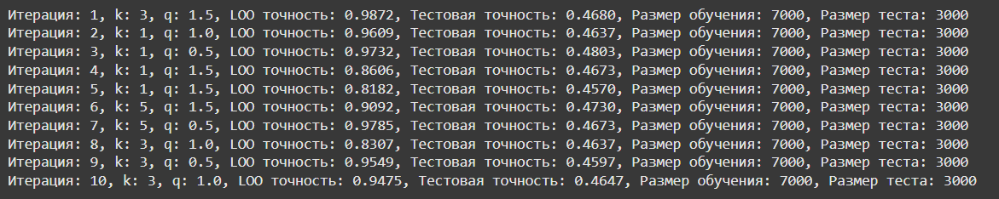 Итерация: 1, k: 3, q: 1.5, LOO точность: 0.9872, Тестовая точность: 0.4680, Размер обучения: 7000, Размер теста: 3000
Итерация: 2, k: 1, q: 1.0, LOO точность: 0.9609, Тестовая точность: 0.4637, Размер обучения: 7000, Размер теста: 3000
Итерация: 3, k: 1, q: 0.5, LOO точность: 0.9732, Тестовая точность: 0.4803, Размер обучения: 7000, Размер теста: 3000
Итерация: 4, k: 1, q: 1.5, LOO точность: 0.8606, Тестовая точность: 0.4673, Размер обучения: 7000, Размер теста: 3000
Итерация: 5, k: 1, q: 1.5, LOO точность: 0.8182, Тестовая точность: 0.4570, Размер обучения: 7000, Размер теста: 3000
Итерация: 6, k: 5, q: 1.5, LOO точность: 0.9092, Тестовая точность: 0.4730, Размер обучения: 7000, Размер теста: 3000
Итерация: 7, k: 5, q: 0.5, LOO точность: 0.9785, Тестовая точность: 0.4673, Размер обучения: 7000, Размер теста: 3000
Итерация: 8, k: 3, q: 1.0, LOO точность: 0.8307, Тестовая точность: 0.4637, Размер обучения: 7000, Размер теста: 3000
Итерация: 9, k: 3, q: 0.5, LOO точность: 0.9549, Тестовая точность: 0.4597, Размер обучения: 7000, Размер теста: 3000
Итерация: 10, k: 3, q: 1.0, LOO точность: 0.9475, Тестовая точность: 0.4647, Размер обучения: 7000, Размер теста: 3000